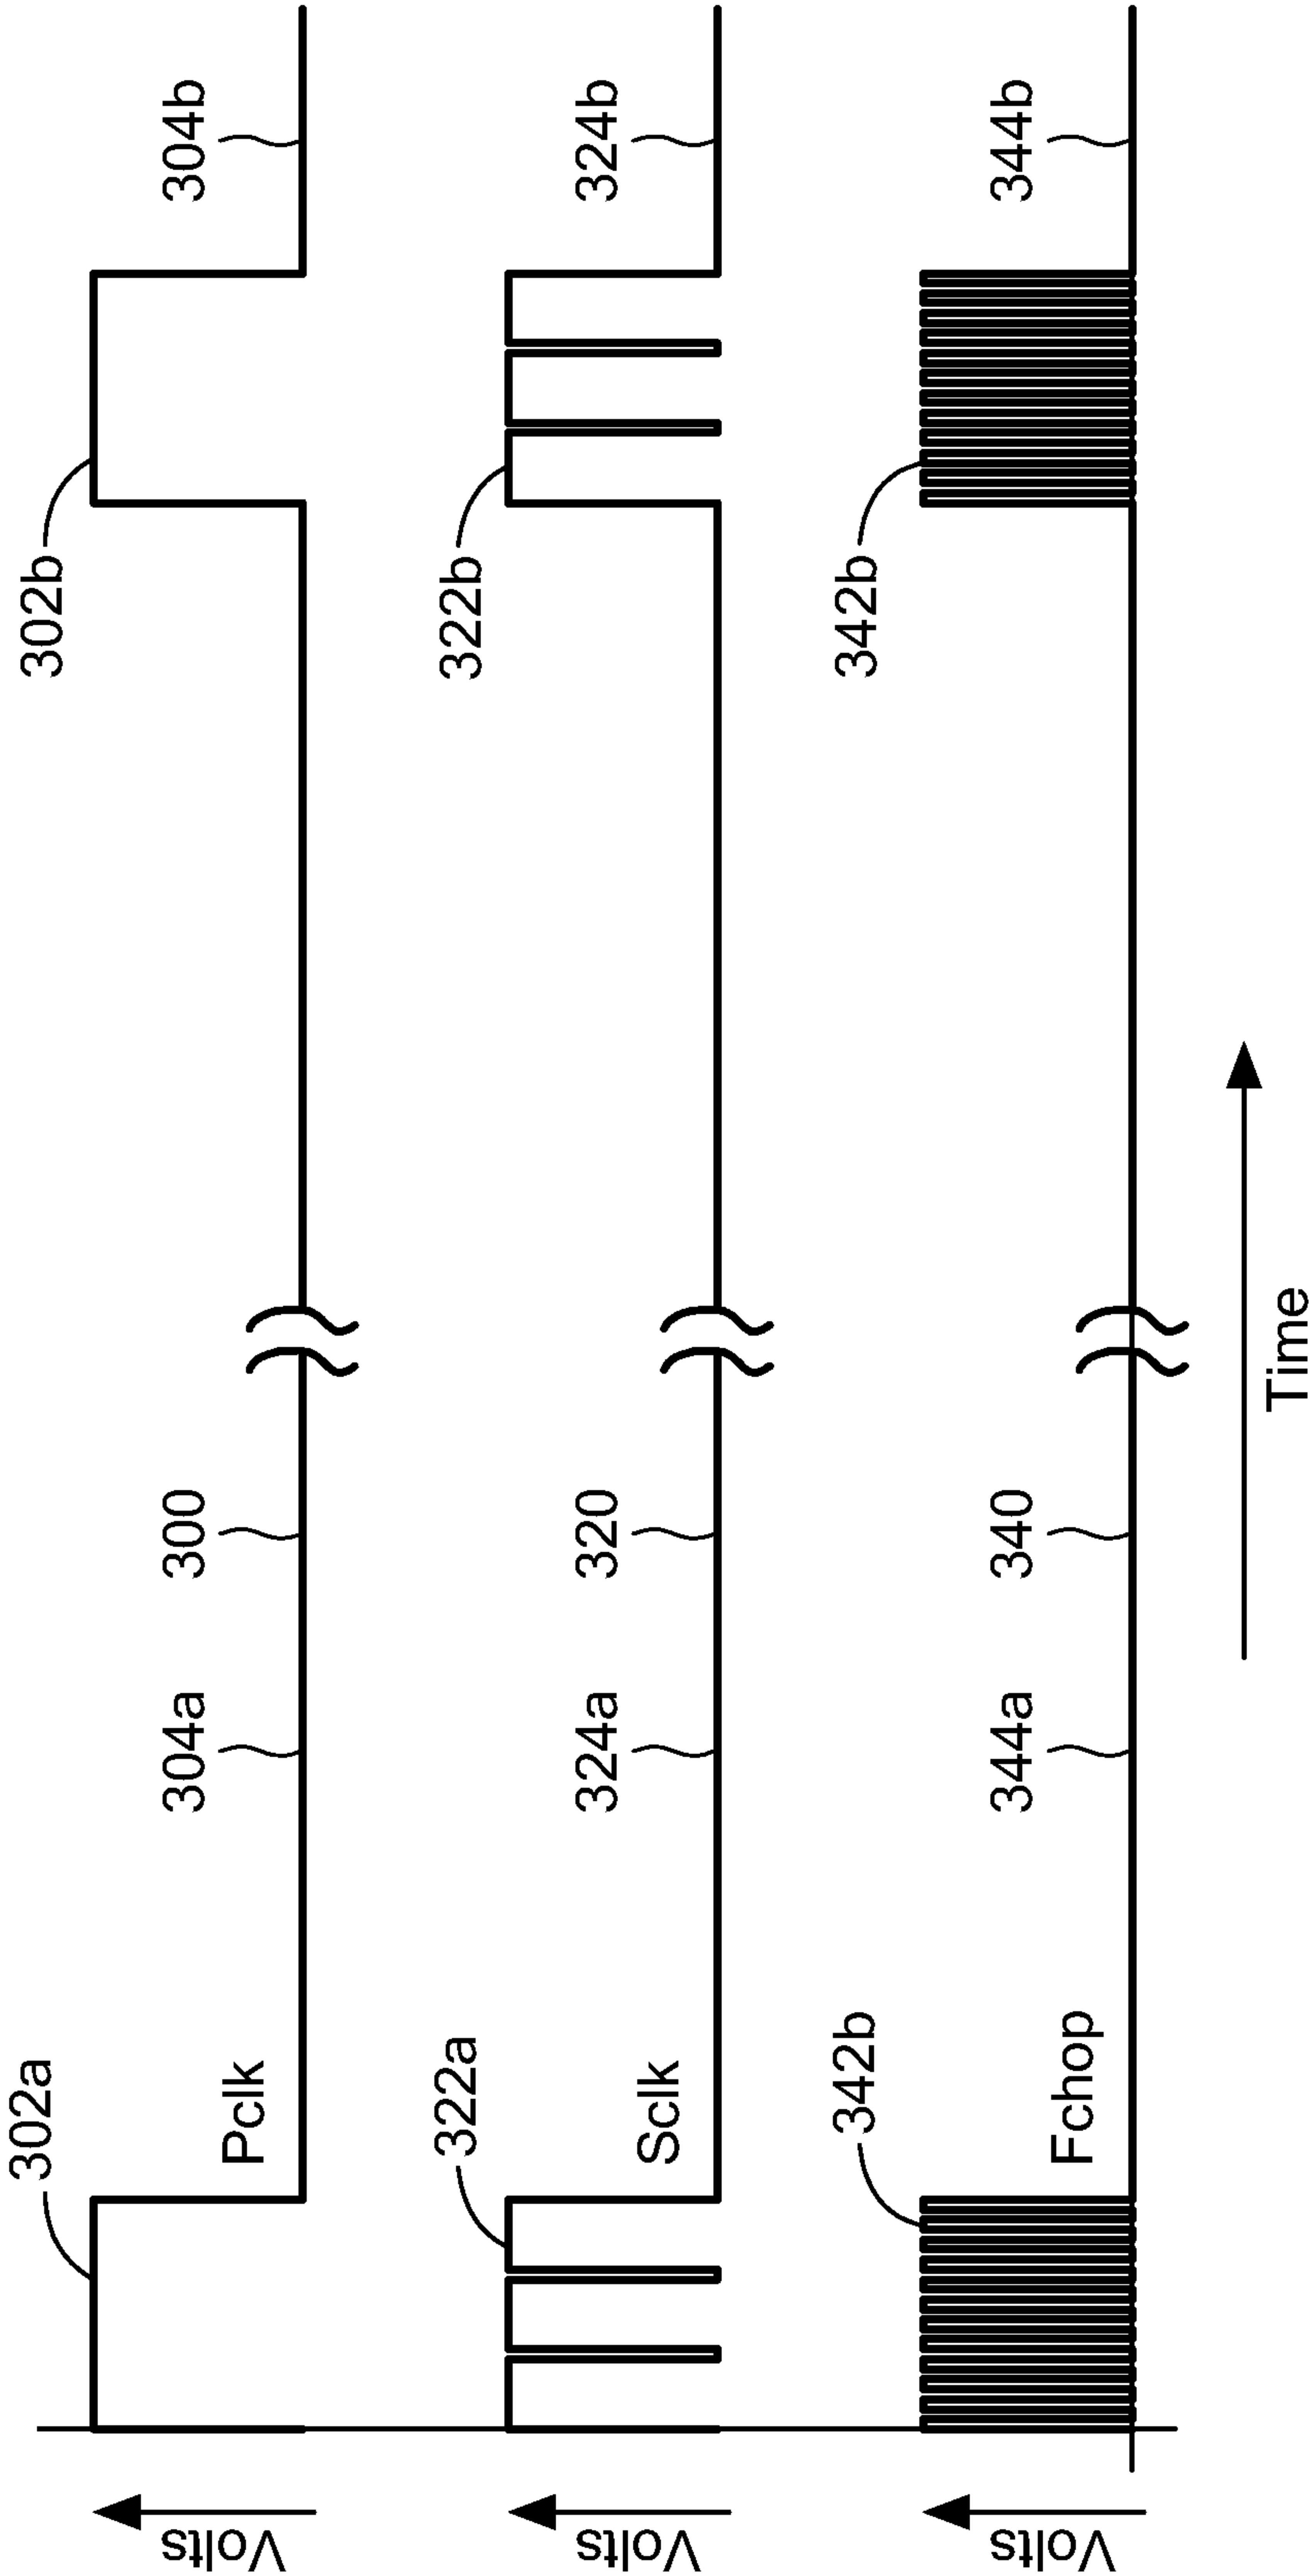 302a
302b
Volts
Pclk
304a
300
304b
322a
322b
Volts
Sclk
324a
320
324b
342b
342b
Volts
Fchop
344a
340
344b
Time